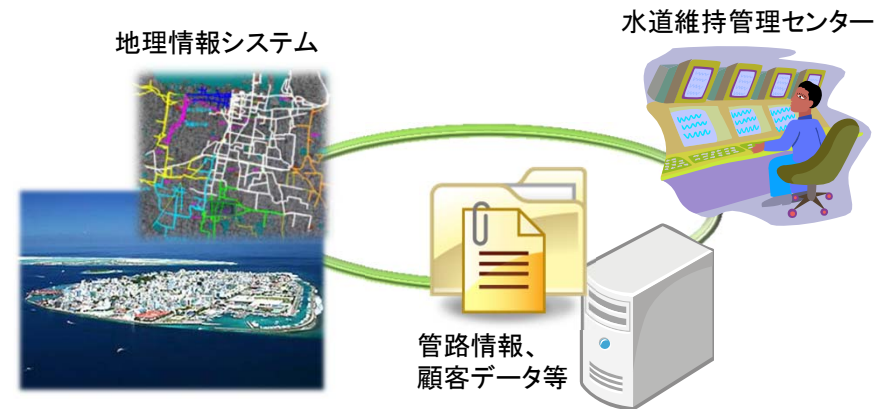 地理情報システム
水道維持管理センター
管路情報、
顧客データ等